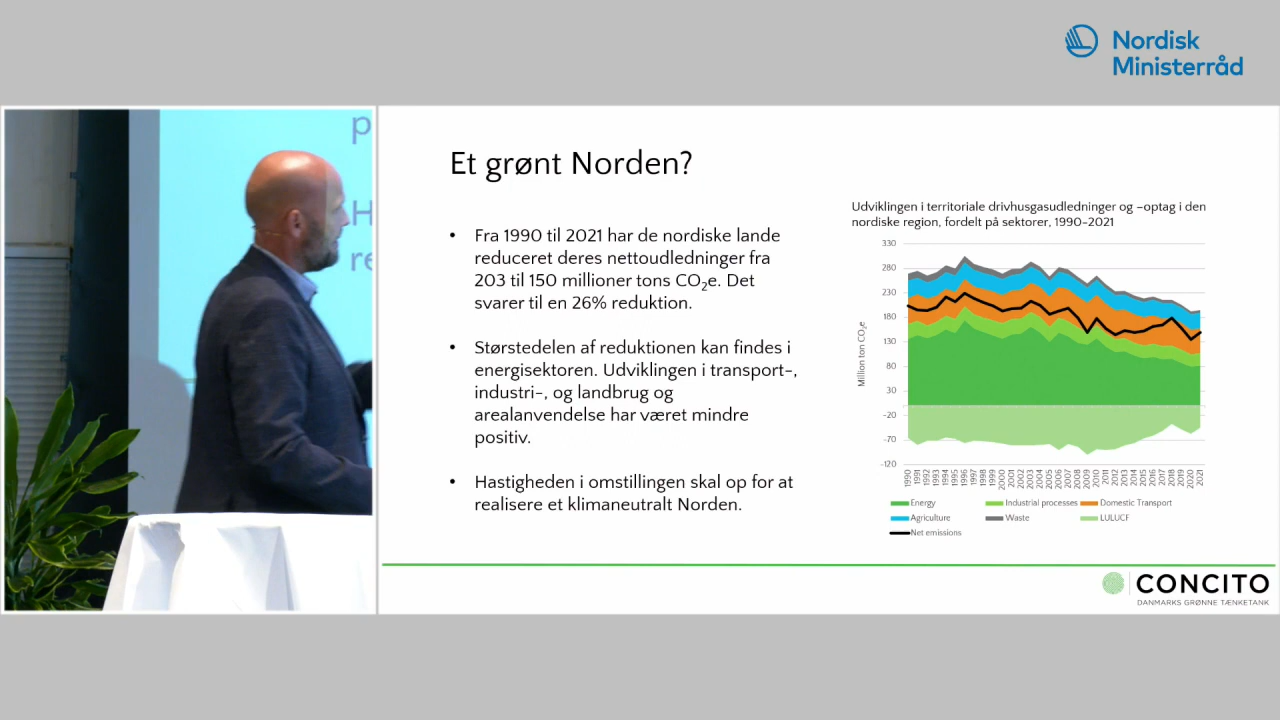 Nordisk
Ministerråd
p
H
re
Et grønt Norden?
• Fra 1990 til 2021 har de nordiske lande
reduceret deres nettoudledninger fra
203 til 150 millioner tons CO₂e. Det
svarer til en 26% reduktion.
• Størstedelen af reduktionen kan findes i
energisektoren. Udviklingen i transport-,
industri-, og landbrug og
arealanvendelse har været mindre
positiv.
• Hastigheden i omstillingen skal op for at
realisere et klimaneutralt Norden.
Udviklingen i territoriale drivhusgasudledninger og –optag i den
nordiske region, fordelt på sektorer, 1990-2021
Million ton CO₂e
330
280
230
180
130
80
30
-20
-70
-120
1990 1991 1992 1993 1994 1995 1996 1997 1998 1999 2000 2001 2002 2003 2004 2005 2006 2007 2008 2009 2010 2011 2012 2013 2014 2015 2016 2017 2018 2019 2020 2021
Energy Industrial processes Domestic Transport
Agriculture Waste LULUCF
Net emissions
CONCITO
DANMARKS GRØNNE TÆNKETANK